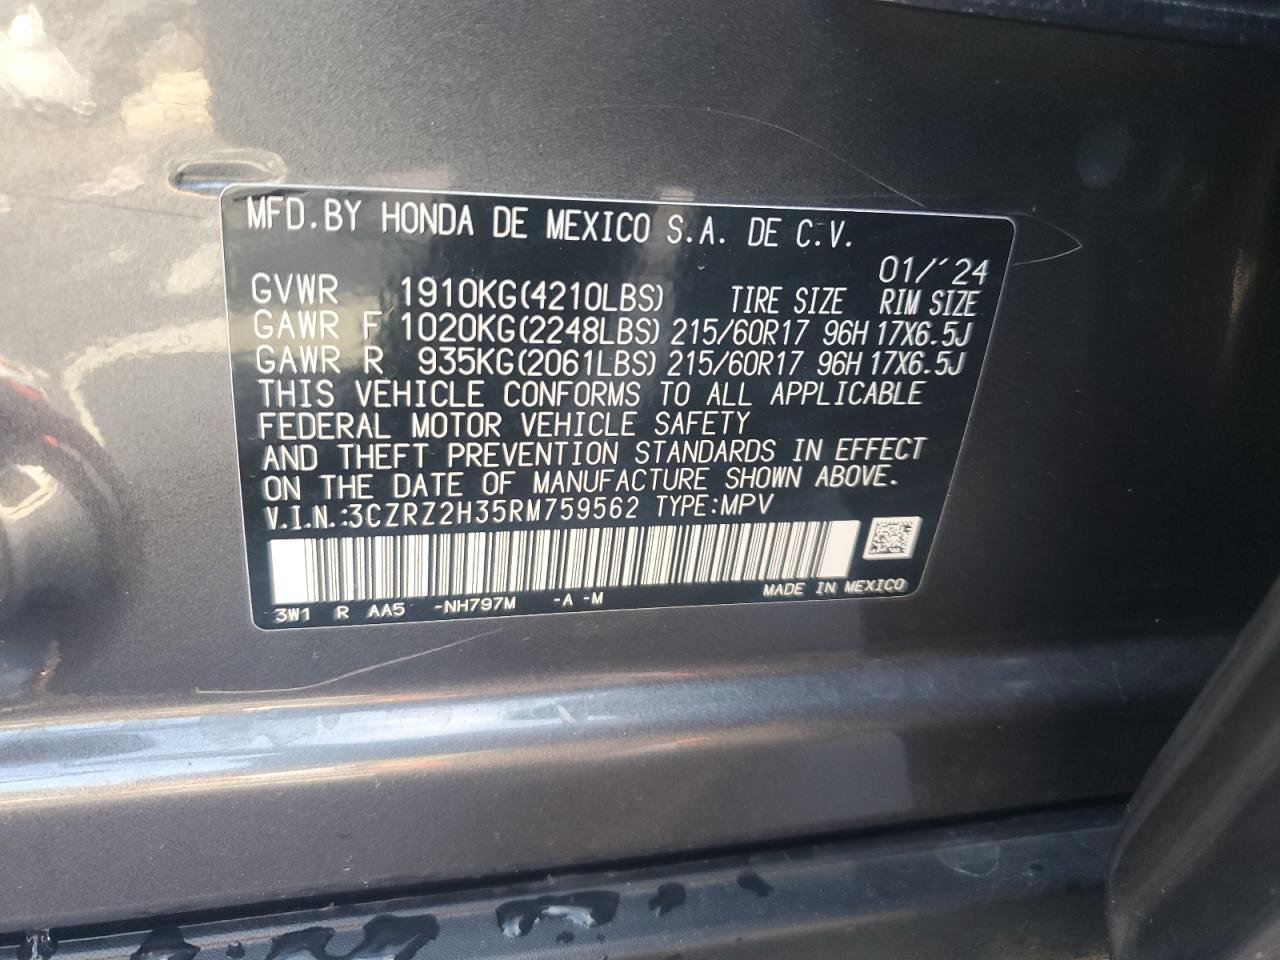 MFD.BY HONDA DE MEXICO S.A. DE C.V.
01/´24
GVWR 1910KG(4210LBS) TIRE SIZE RIM SIZE
GAWR F 1020KG(2248LBS) 215/60R17 96H 17X6.5J
GAWR R 935KG(2061LBS) 215/60R17 96H 17X6.5J
THIS VEHICLE CONFORMS TO ALL APPLICABLE
FEDERAL MOTOR VEHICLE SAFETY
AND THEFT PREVENTION STANDARDS IN EFFECT
ON THE DATE OF MANUFACTURE SHOWN ABOVE.
V.I.N.:3CZRZ2H35RM759562 TYPE:MPV
3W1 R AA5 -NH797M -A -M MADE IN MEXICO